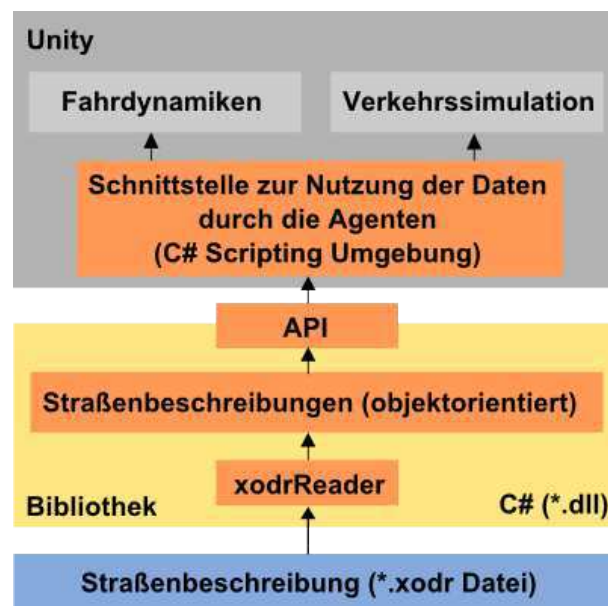 Unity
Fahrdynamiken
Verkehrssimulation
Schnittstelle zur Nutzung der Daten
durch die Agenten
(C# Scripting Umgebung)
API
Straßenbeschreibungen (objektorientiert)
xodrReader
Bibliothek
C# (*.dll)
Straßenbeschreibung (*.xodr Datei)